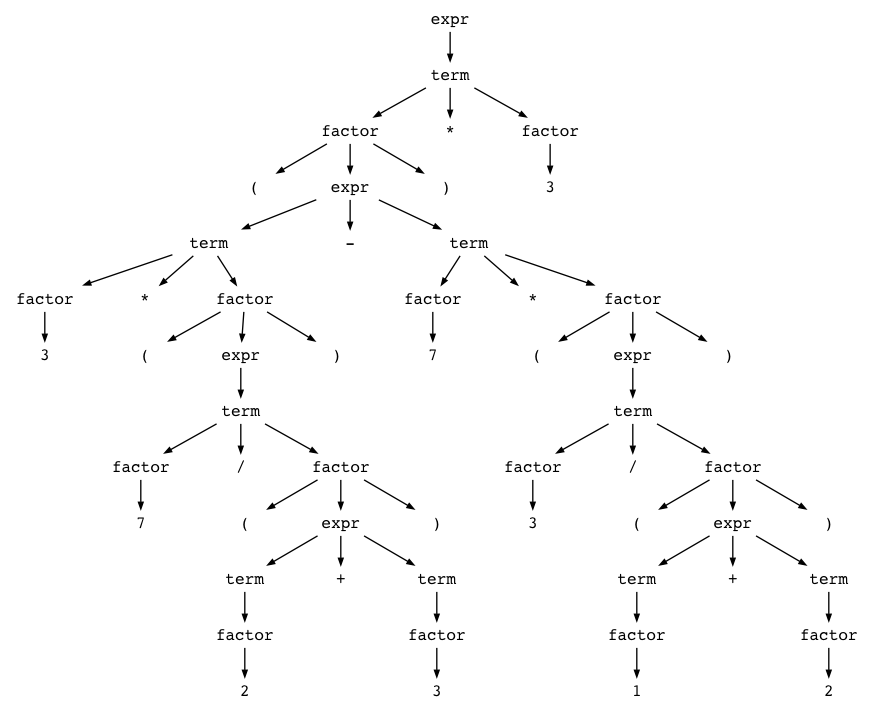 expr
term
factor * factor
( expr ) 3
term - term
factor * factor factor * factor
3 ( expr ) 7 ( expr )
term term
factor / factor factor / factor
7 ( expr ) 3 ( expr )
term + term term + term
factor factor factor factor
2 3 1 2